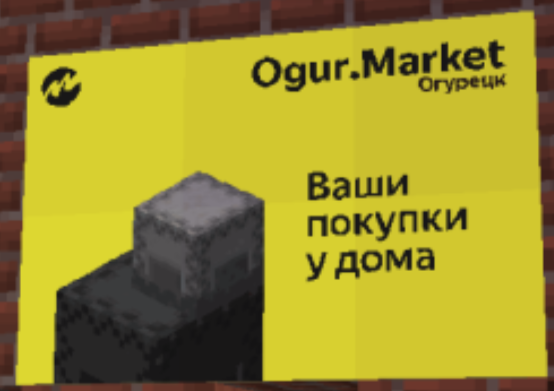 Ogur.Market
Огурецк
Ваши
покупки
у дома